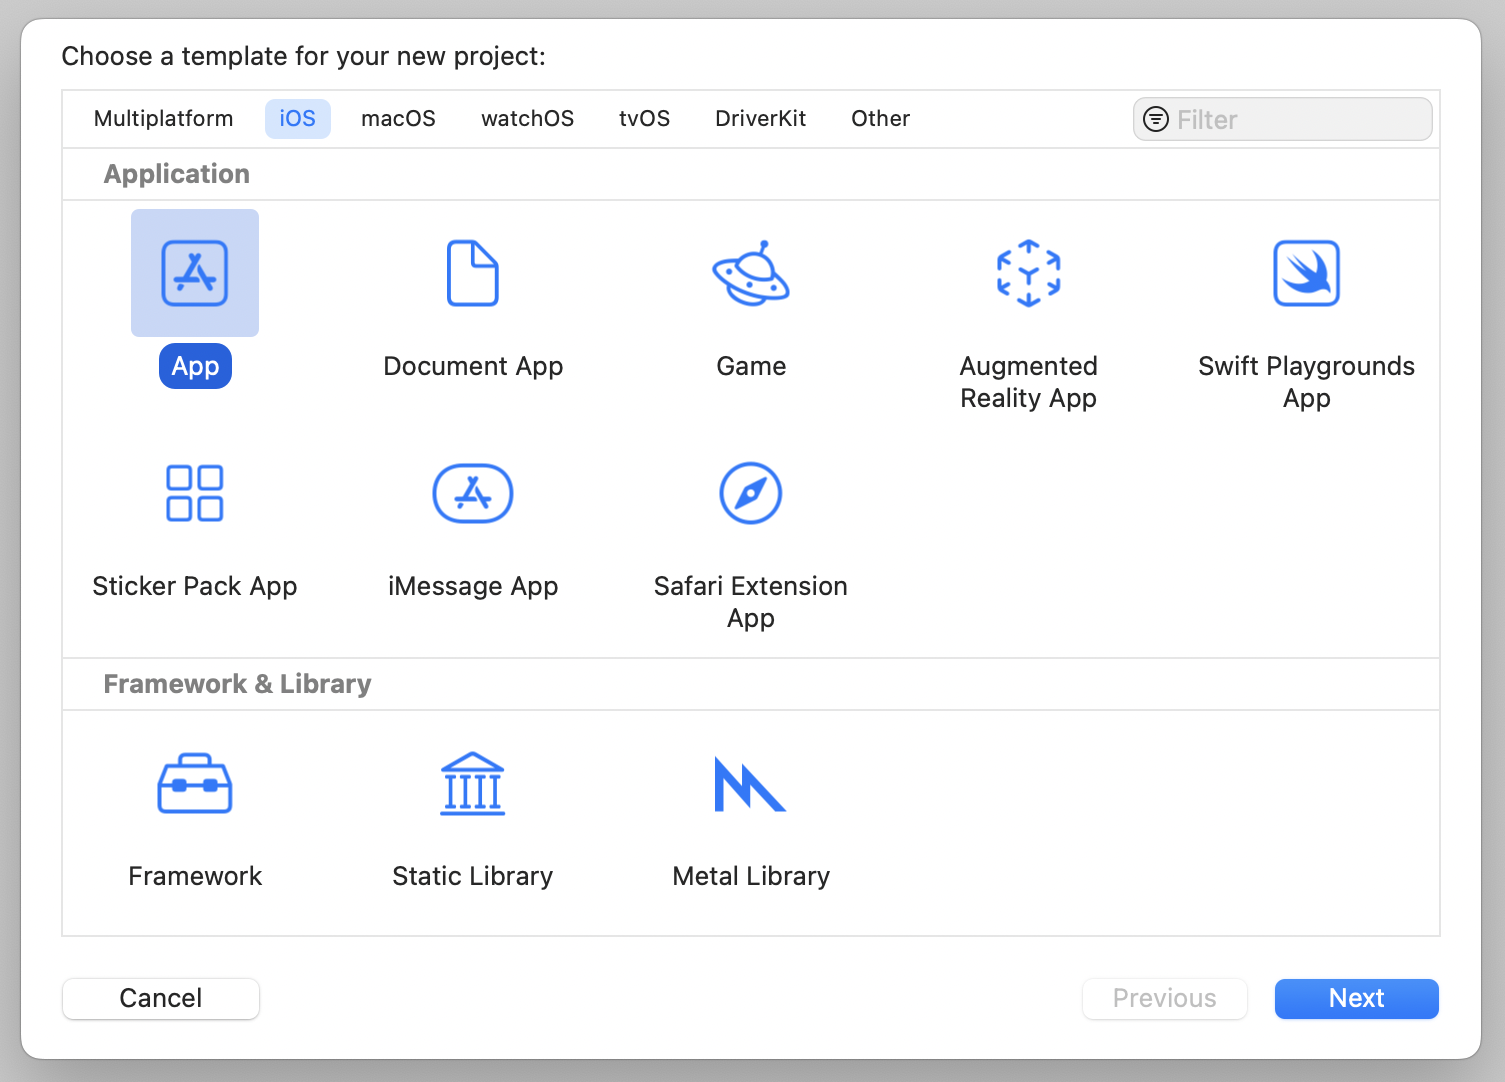 Choose a template for your new project:
Multiplatform iOS macOS watchOS tvOS DriverKit Other Filter
Application
App Document App Game Augmented Swift Playgrounds
Reality App App
Sticker Pack App iMessage App Safari Extension
App
Framework & Library
Framework Static Library Metal Library
Cancel Previous Next